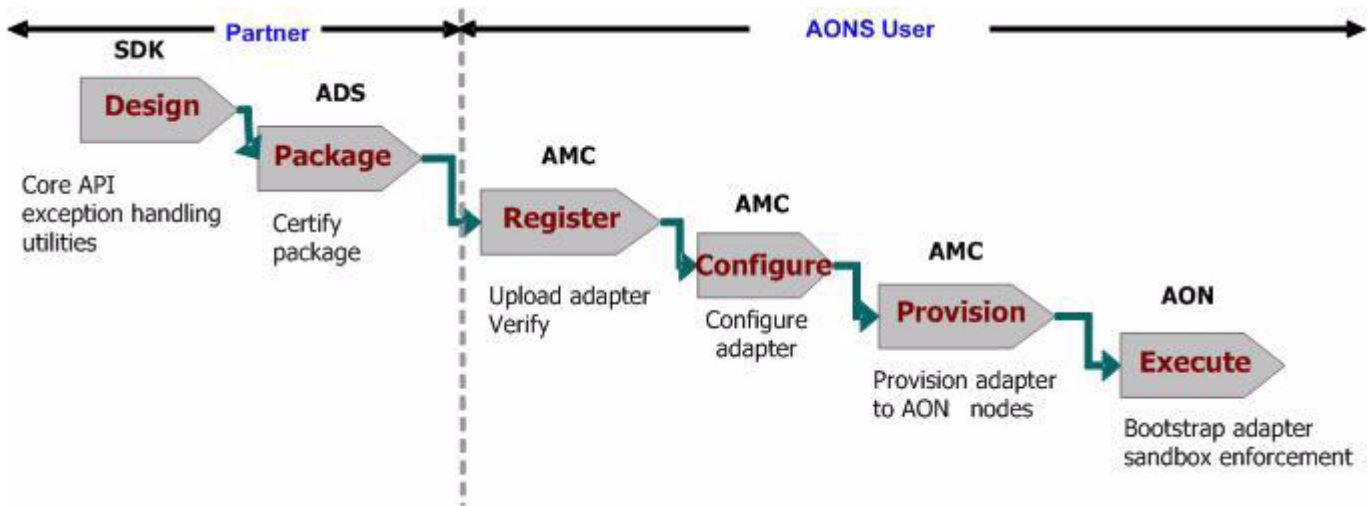 Partner
AONS User
SDK
Design
Core API
exception handling
utilities
ADS
Package
Certify
package
AMC
Register
Upload adapter
Verify
AMC
Configure
Configure
adapter
AMC
Provision
Provision adapter
to AON nodes
AON
Execute
Bootstrap adapter
sandbox enforcement